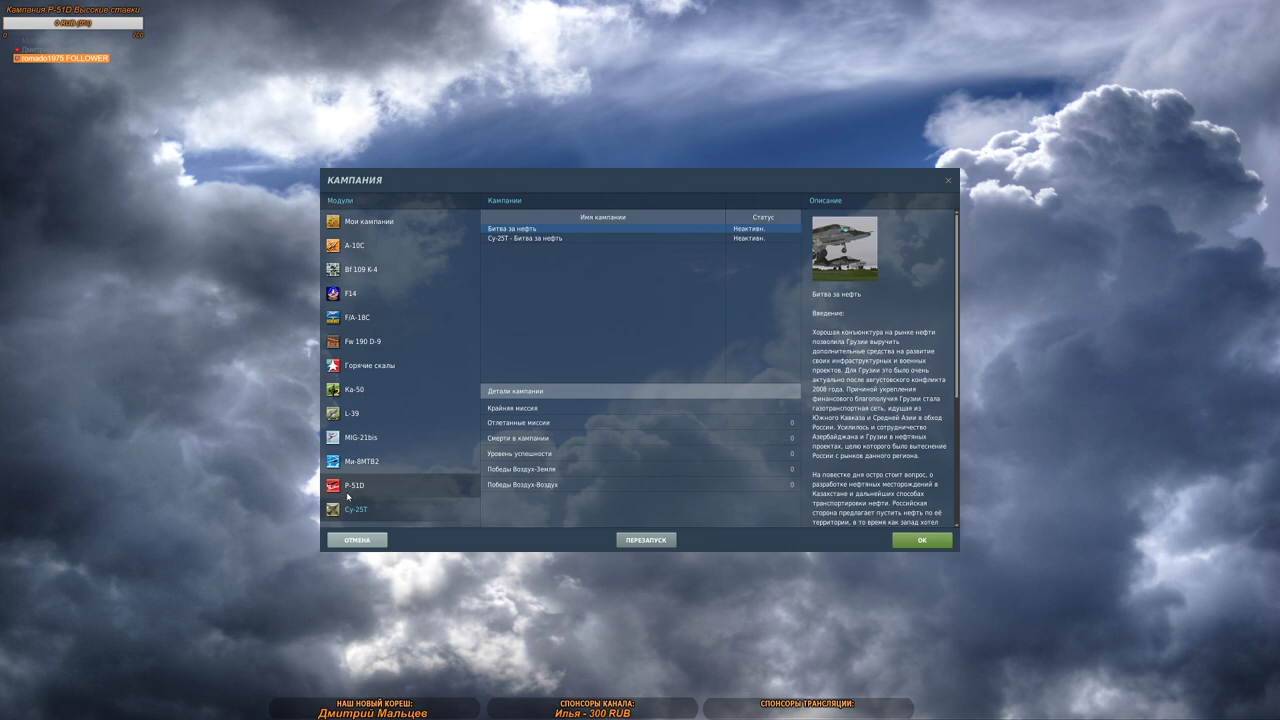 Кампания P-51D Высокие ставки
0 RUB (0%)
0
romado1975 FOLLOWER
КАМПАНИЯ
Модули
Мои кампании
A-10C
Bf 109 K-4
F14
F/A-18C
Fw 190 D-9
Горячие скалы
Ka-50
L-39
MIG-21bis
Ми-8МТВ2
P-51D
Су-25Т
Кампании
Имя кампании
Статус
Битва за нефть
Неактивн.
Су-25Т - Битва за нефть
Неактивн.
Детали кампании
Крайняя миссия
Отлетанные миссии
0
Смерти в кампании
0
Уровень успешности
0
Победы Воздух-Земля
0
Победы Воздух-Воздух
0
Описание
Битва за нефть
Введение:
Хорошая конъюнктура на рынке нефти
позволила Грузии выручить
дополнительные средства на развитие
своих инфраструктурных и военных
проектов. Для Грузии это было очень
актуально после августовского конфликта
2008 года. Причиной укрепления
финансового благополучия Грузии стала
газотранспортная сеть, идущая из
Южного Кавказа и Средней Азии в обход
России. Усилилось и сотрудничество
Азербайджана и Грузии в нефтяных
проектах, целю которого было вытеснение
России с рынков данного региона.
На повестке дня остро стоит вопрос, о
разработке нефтяных месторождений в
Казахстане и дальнейших способах
транспортировки нефти. Российская
сторона предлагает пустить нефть по её
территории, в то время как запад хотел
ОТМЕНА
ПЕРЕЗАПУСК
OK
НАШ НОВЫЙ КОРЕШ:
Дмитрий Мальцев
СПОНСОРЫ КАНАЛА:
Илья - 300 RUB
СПОНСОРЫ ТРАНСЛЯЦИИ: